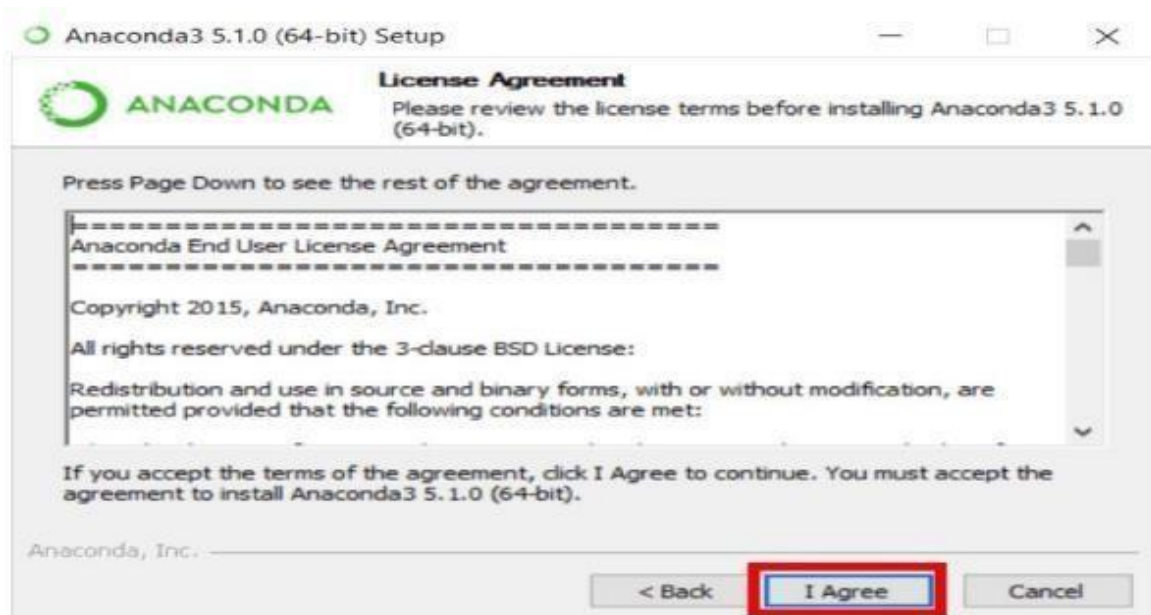 Anaconda3 5.1.0 (64-bit) Setup
ANACONDA
License Agreement
Please review the license terms before installing Anaconda3 5.1.0
(64-bit).
Press Page Down to see the rest of the agreement.
===================================
Anaconda End User License Agreement
===================================
Copyright 2015, Anaconda, Inc.
All rights reserved under the 3-clause BSD License:
Redistribution and use in source and binary forms, with or without modification, are
permitted provided that the following conditions are met:
If you accept the terms of the agreement, click I Agree to continue. You must accept the
agreement to install Anaconda3 5.1.0 (64-bit).
Anaconda, Inc.
< Back
I Agree
Cancel